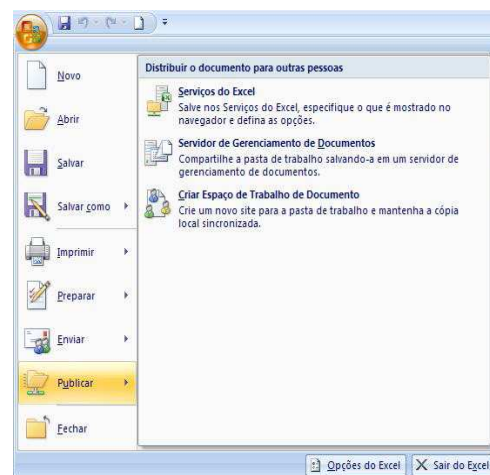 Novo
Abrir
Salvar
Salvar como
Imprimir
Preparar
Enviar
Publicar
Fechar
Distribuir o documento para outras pessoas
Serviços do Excel
Salve nos Serviços do Excel, especifique o que é mostrado no
navegador e defina as opções.
Servidor de Gerenciamento de Documentos
Compartilhe a pasta de trabalho salvando-a em um servidor de
gerenciamento de documentos.
Criar Espaço de Trabalho de Documento
Crie um novo site para a pasta de trabalho e mantenha a cópia
local sincronizada.
Opções do Excel
Sair do Excel